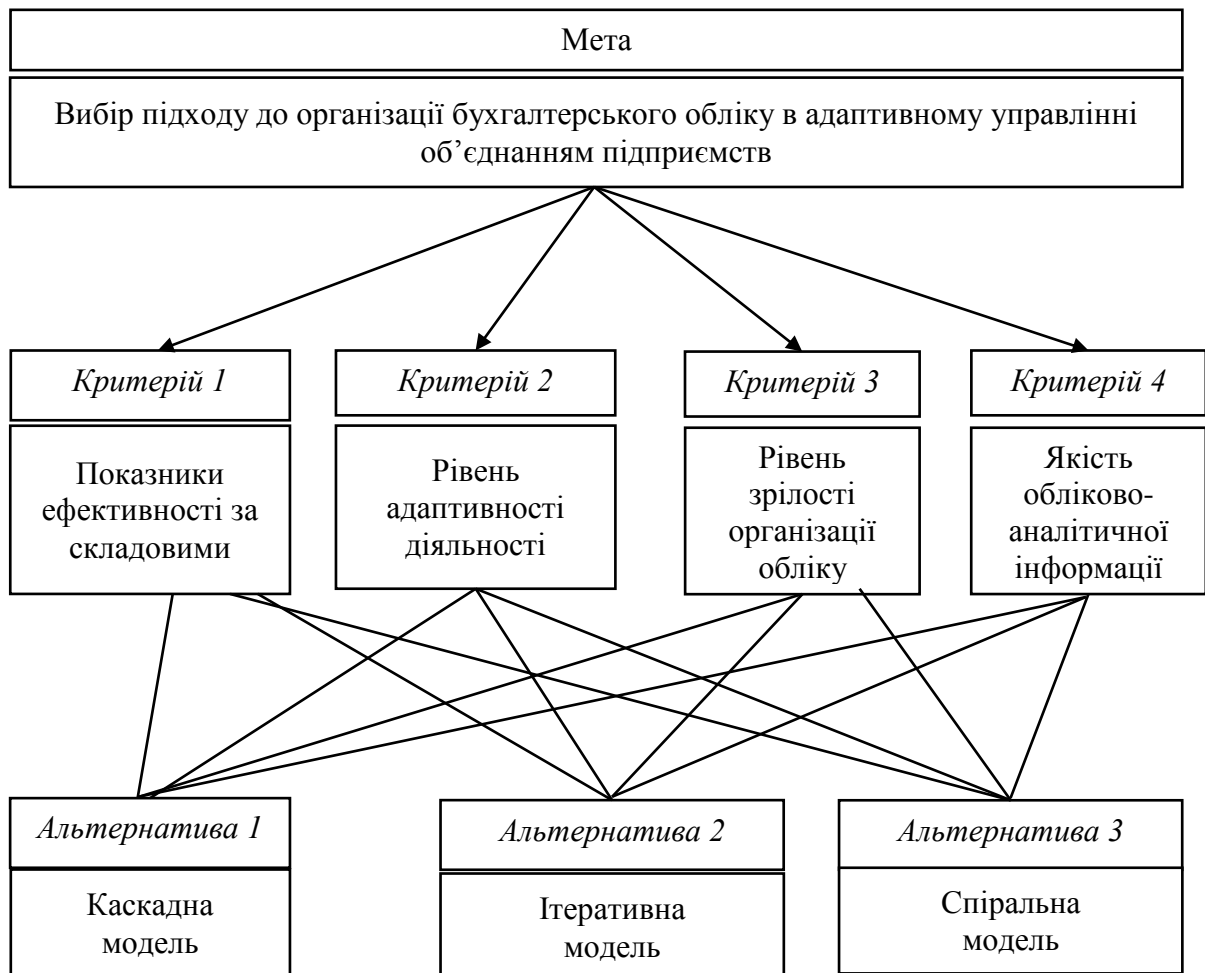 Мета
Вибір підходу до організації бухгалтерського обліку в адаптивному управлінні
об’єднанням підприємств
Критерій 1
Показники
ефективності за
складовими
Критерій 2
Рівень
адаптивності
діяльності
Критерій 3
Рівень
зрілості
організації
обліку
Критерій 4
Якість
обліково-
аналітичної
інформації
Альтернатива 1
Каскадна
модель
Альтернатива 2
Ітеративна
модель
Альтернатива 3
Спіральна
модель